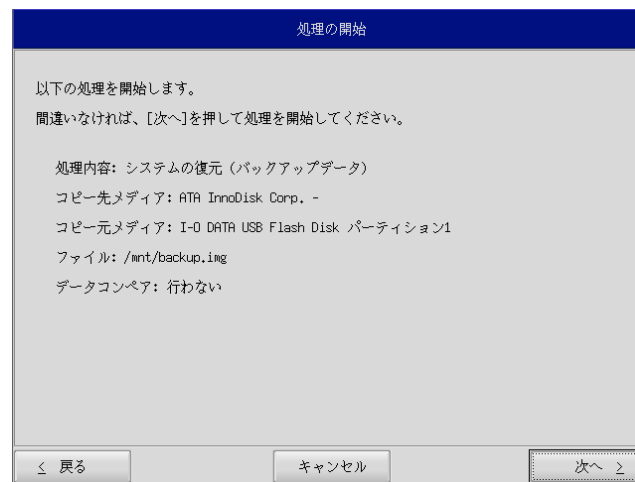 処理の開始
以下の処理を開始します。
間違いなければ、[次へ]を押して処理を開始してください。
処理内容: システムの復元（バックアップデータ）
コピー先メディア: ATA InnoDisk Corp. -
コピー元メディア: I-O DATA USB Flash Disk パーティション1
ファイル: /mnt/backup.img
データコンペア: 行わない
< 戻る
キャンセル
次へ >